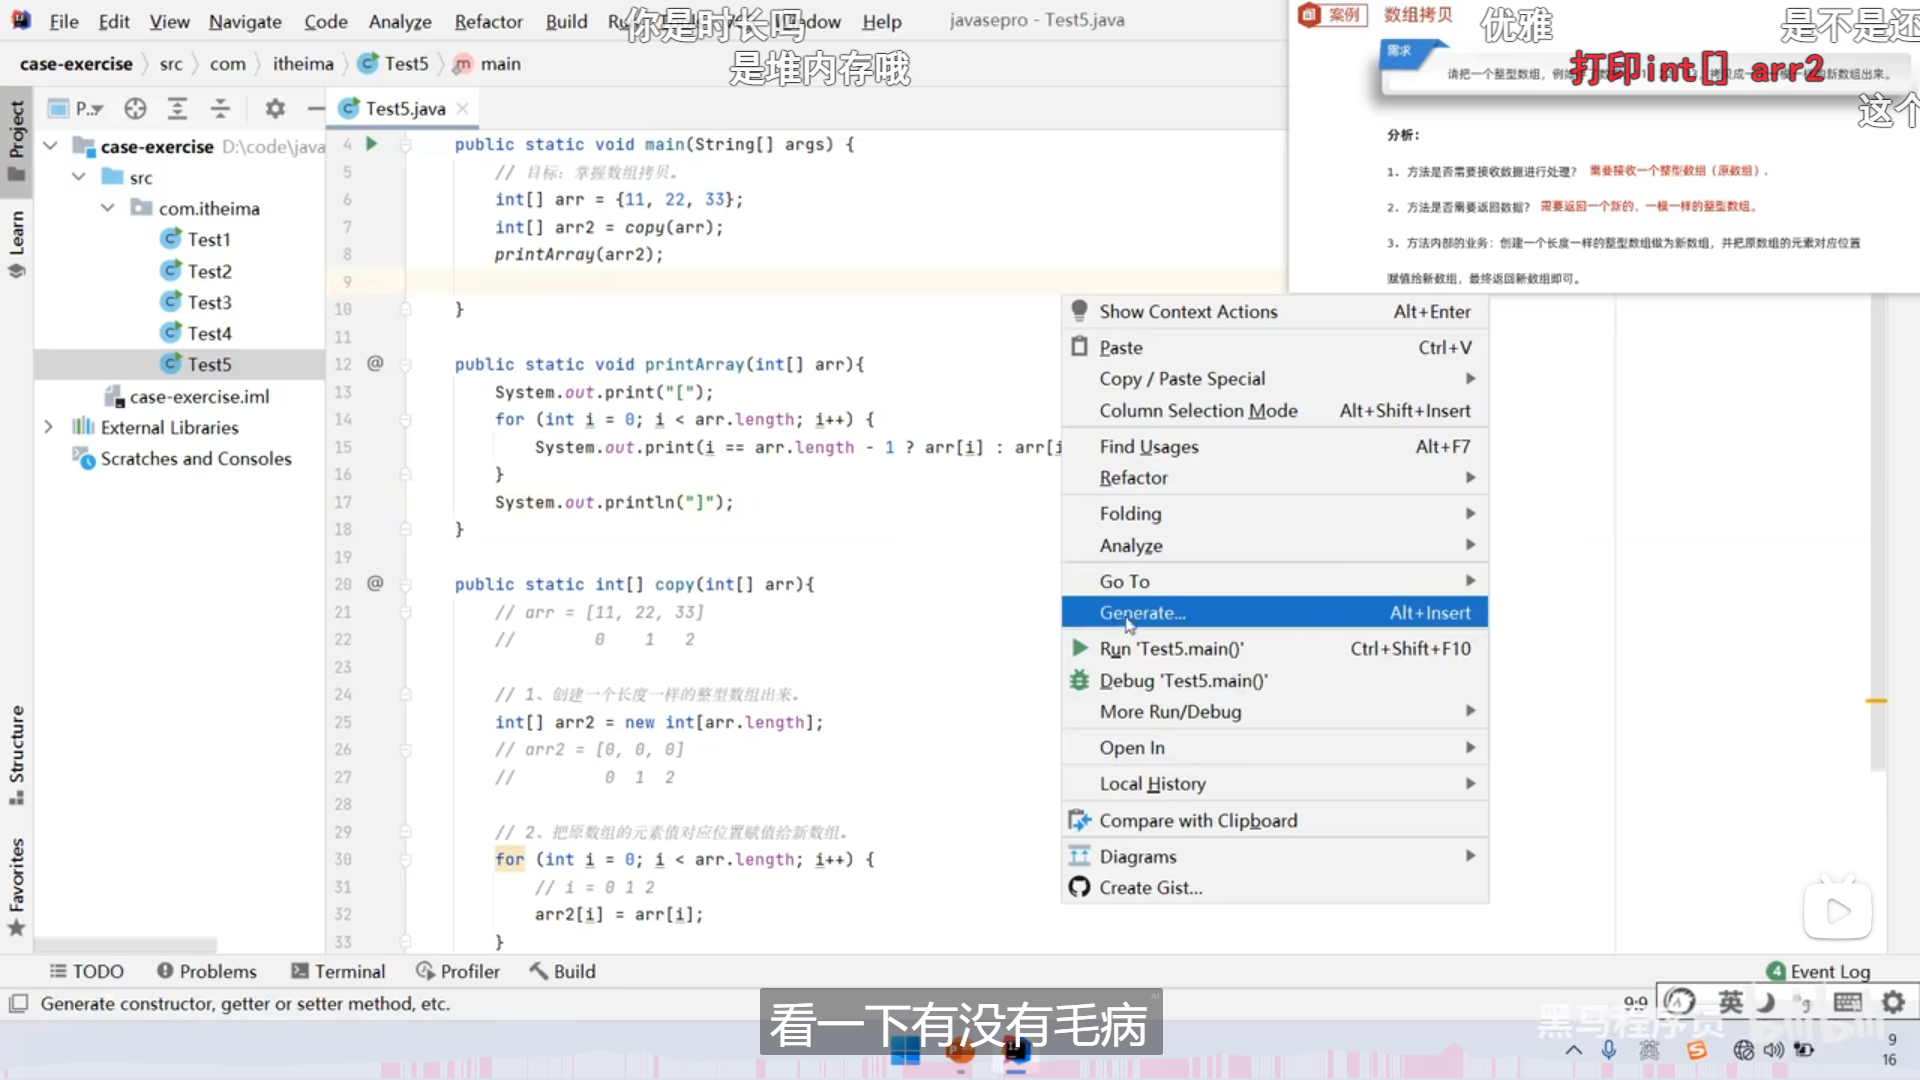 File Edit View Navigate Code Analyze Refactor Build
Window Help
javasepro - Test5.java
你是时长吗
是堆内存哦
优雅
是不是还
打印int[] arr2
这个
案例
数组拷贝
需求
请把一个整型数组，例如
的新数组出来。
分析：
1. 方法是否需要接收数据进行处理？ 需要接收一个整型数组（原数组）.
2. 方法是否需要返回数据？ 需要返回一个新的、一模一样的整型数组。
3. 方法内部的业务：创建一个长度一样的整型数组做为新数组，并把原数组的元素对应位置
赋值给新数组，最终返回新数组即可。
case-exercise src com itheima Test5 main
P..
Test5.java
Project
Learn
Structure
Favorites
case-exercise D:\code\java
src
com.itheima
Test1
Test2
Test3
Test4
Test5
case-exercise.iml
External Libraries
Scratches and Consoles
4 public static void main(String[] args) {
5 // 目标：掌握数组拷贝。
6 int[] arr = {11, 22, 33};
7 int[] arr2 = copy(arr);
8 printArray(arr2);
9
10 }
11
12 @ public static void printArray(int[] arr){
13 System.out.print("[");
14 for (int i = 0; i < arr.length; i++) {
15 System.out.print(i == arr.length - 1 ? arr[i] : arr[i
16 }
17 System.out.println("]");
18 }
19
20 @ public static int[] copy(int[] arr){
21 // arr = [11, 22, 33]
22 // 0 1 2
23
24 // 1、创建一个长度一样的整型数组出来。
25 int[] arr2 = new int[arr.length];
26 // arr2 = [0, 0, 0]
27 // 0 1 2
28
29 // 2、把原数组的元素值对应位置赋值给新数组。
30 for (int i = 0; i < arr.length; i++) {
31 // i = 0 1 2
32 arr2[i] = arr[i];
33 }
Show Context Actions Alt+Enter
Paste Ctrl+V
Copy / Paste Special
Column Selection Mode Alt+Shift+Insert
Find Usages Alt+F7
Refactor
Folding
Analyze
Go To
Generate... Alt+Insert
Run 'Test5.main()' Ctrl+Shift+F10
Debug 'Test5.main()'
More Run/Debug
Open In
Local History
Compare with Clipboard
Diagrams
Create Gist...
TODO Problems Terminal Profiler Build
4 Event Log
Generate constructor, getter or setter method, etc.
9:9
英
黑马程序员
看一下有没有毛病
9
16